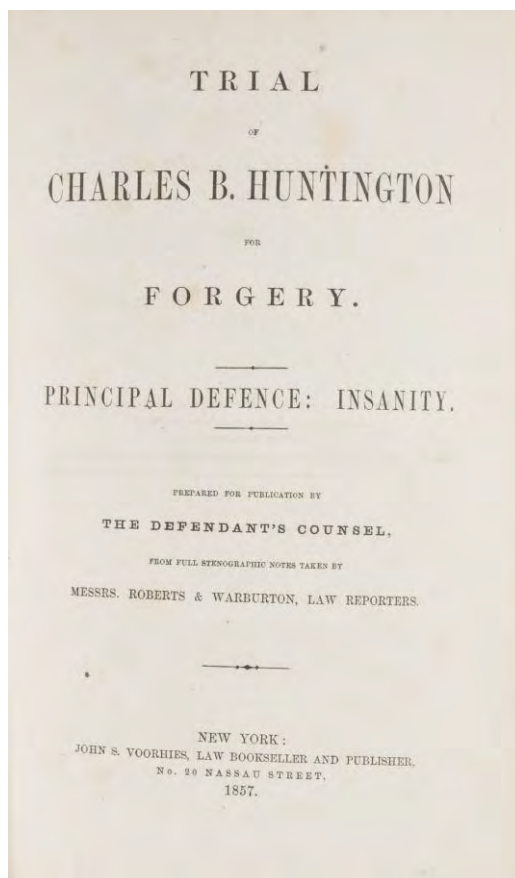 TRIAL
OF
CHARLES B. HUNTINGTON
FOR
FORGERY.
PRINCIPAL DEFENCE: INSANITY.
PREPARED FOR PUBLICATION BY
THE DEFENDANT'S COUNSEL,
FROM FULL STENOGRAPHIC NOTES TAKEN BY
MESSRS. ROBERTS & WARBURTON, LAW REPORTERS.
NEW YORK:
JOHN S. VOORHIES, LAW BOOKSELLER AND PUBLISHER,
No. 20 NASSAU STREET.
1857.